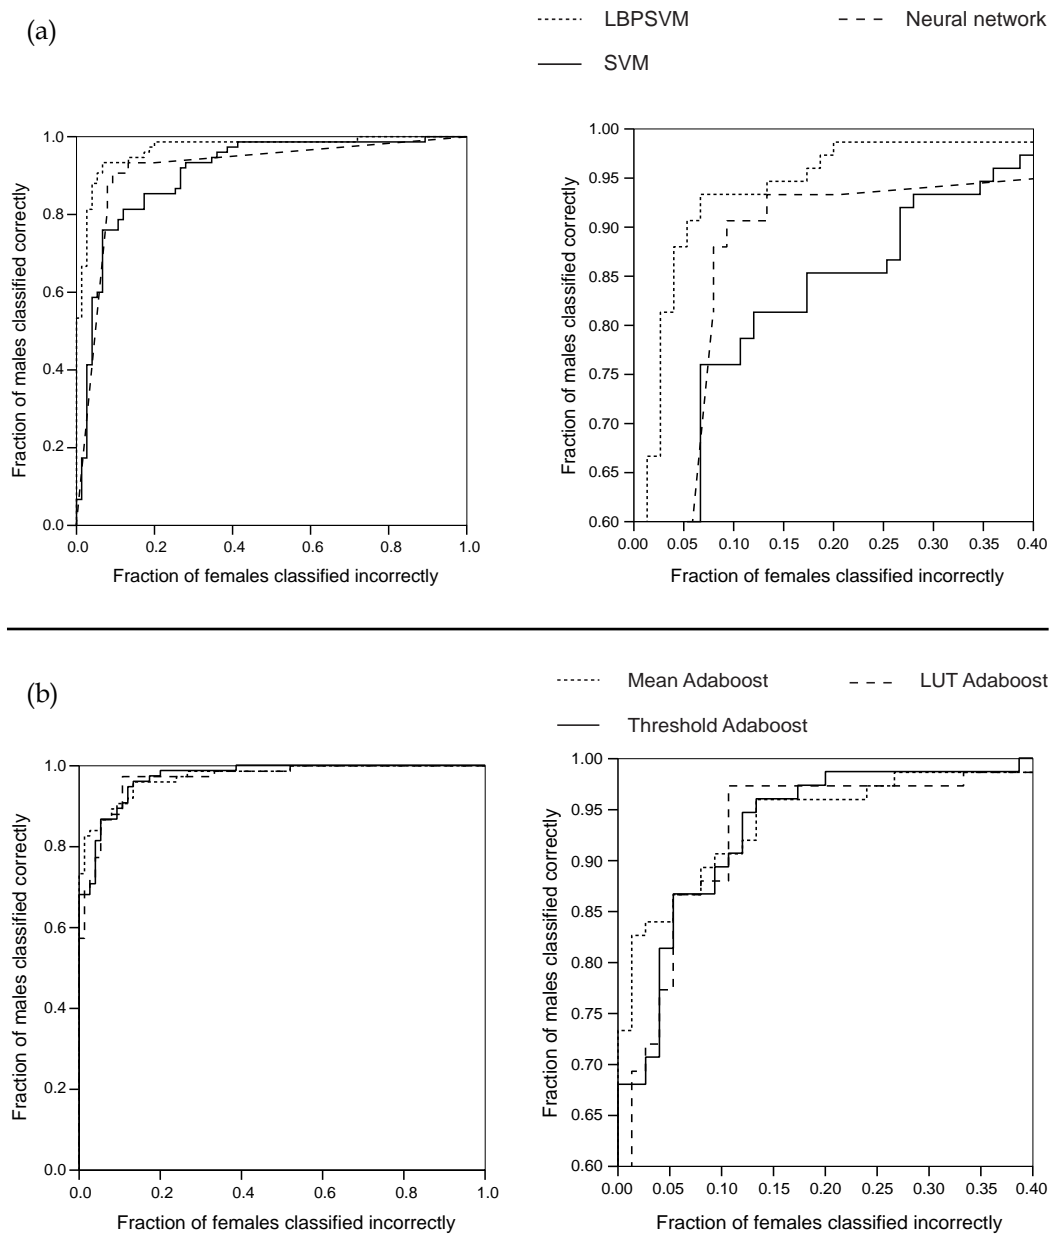 (a)
LBPSVM
Neural network
SVM
1.0
0.8
0.6
0.4
0.2
0.0
0.0 0.2 0.4 0.6 0.8 1.0
Fraction of males classified correctly
Fraction of females classified incorrectly
1.00
0.95
0.90
0.85
0.80
0.75
0.70
0.65
0.60
0.00 0.05 0.10 0.15 0.20 0.25 0.30 0.35 0.40
Fraction of males classified correctly
Fraction of females classified incorrectly
(b)
Mean Adaboost
LUT Adaboost
Threshold Adaboost
1.0
0.8
0.6
0.4
0.2
0.0
0.0 0.2 0.4 0.6 0.8 1.0
Fraction of males classified correctly
Fraction of females classified incorrectly
1.00
0.95
0.90
0.85
0.80
0.75
0.70
0.65
0.60
0.00 0.05 0.10 0.15 0.20 0.25 0.30 0.35 0.40
Fraction of males classified correctly
Fraction of females classified incorrectly